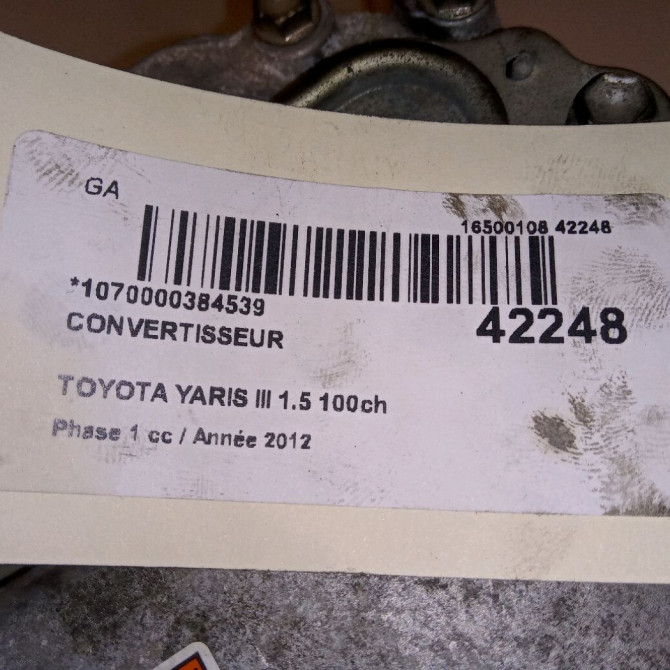 GA
16500108 42248
*1070000384539
42248
CONVERTISSEUR
TOYOTA YARIS III 1.5 100ch
Phase 1 cc / Année 2012